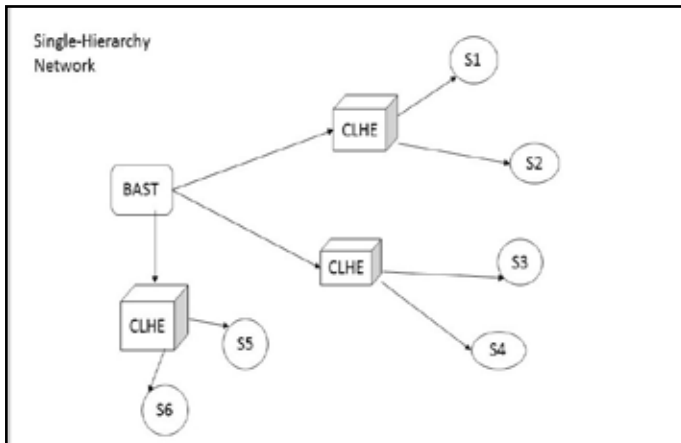 Single-Hierarchy
Network
S1
CLHE
S2
BAST
S3
CLHE
S4
CLHE
S5
S6